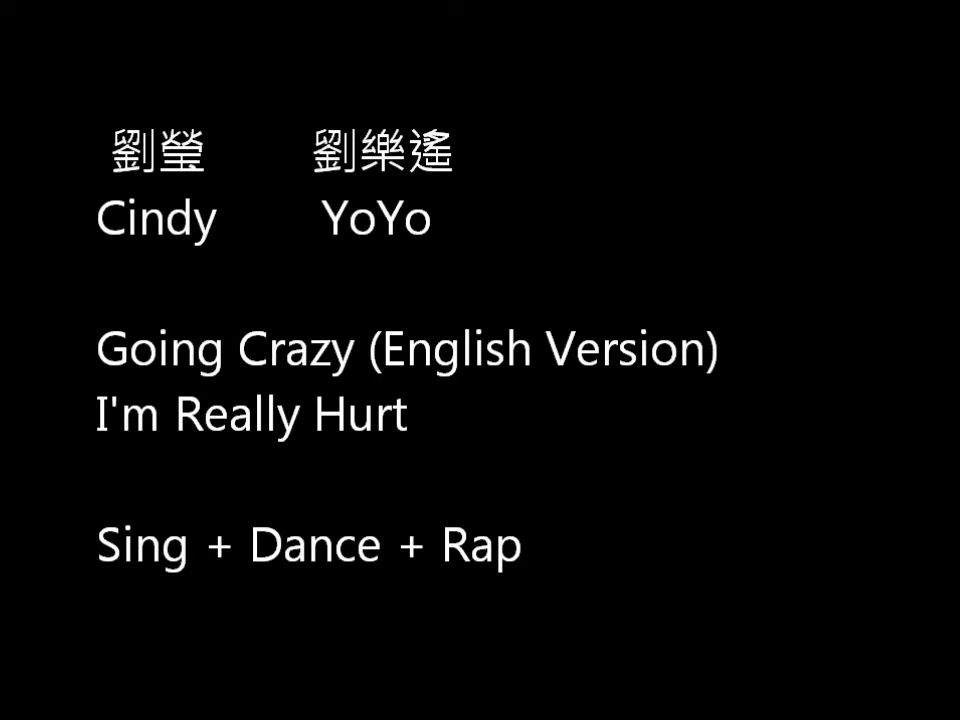 劉瑩 劉樂遙
Cindy YoYo
Going Crazy (English Version)
I'm Really Hurt
Sing + Dance + Rap